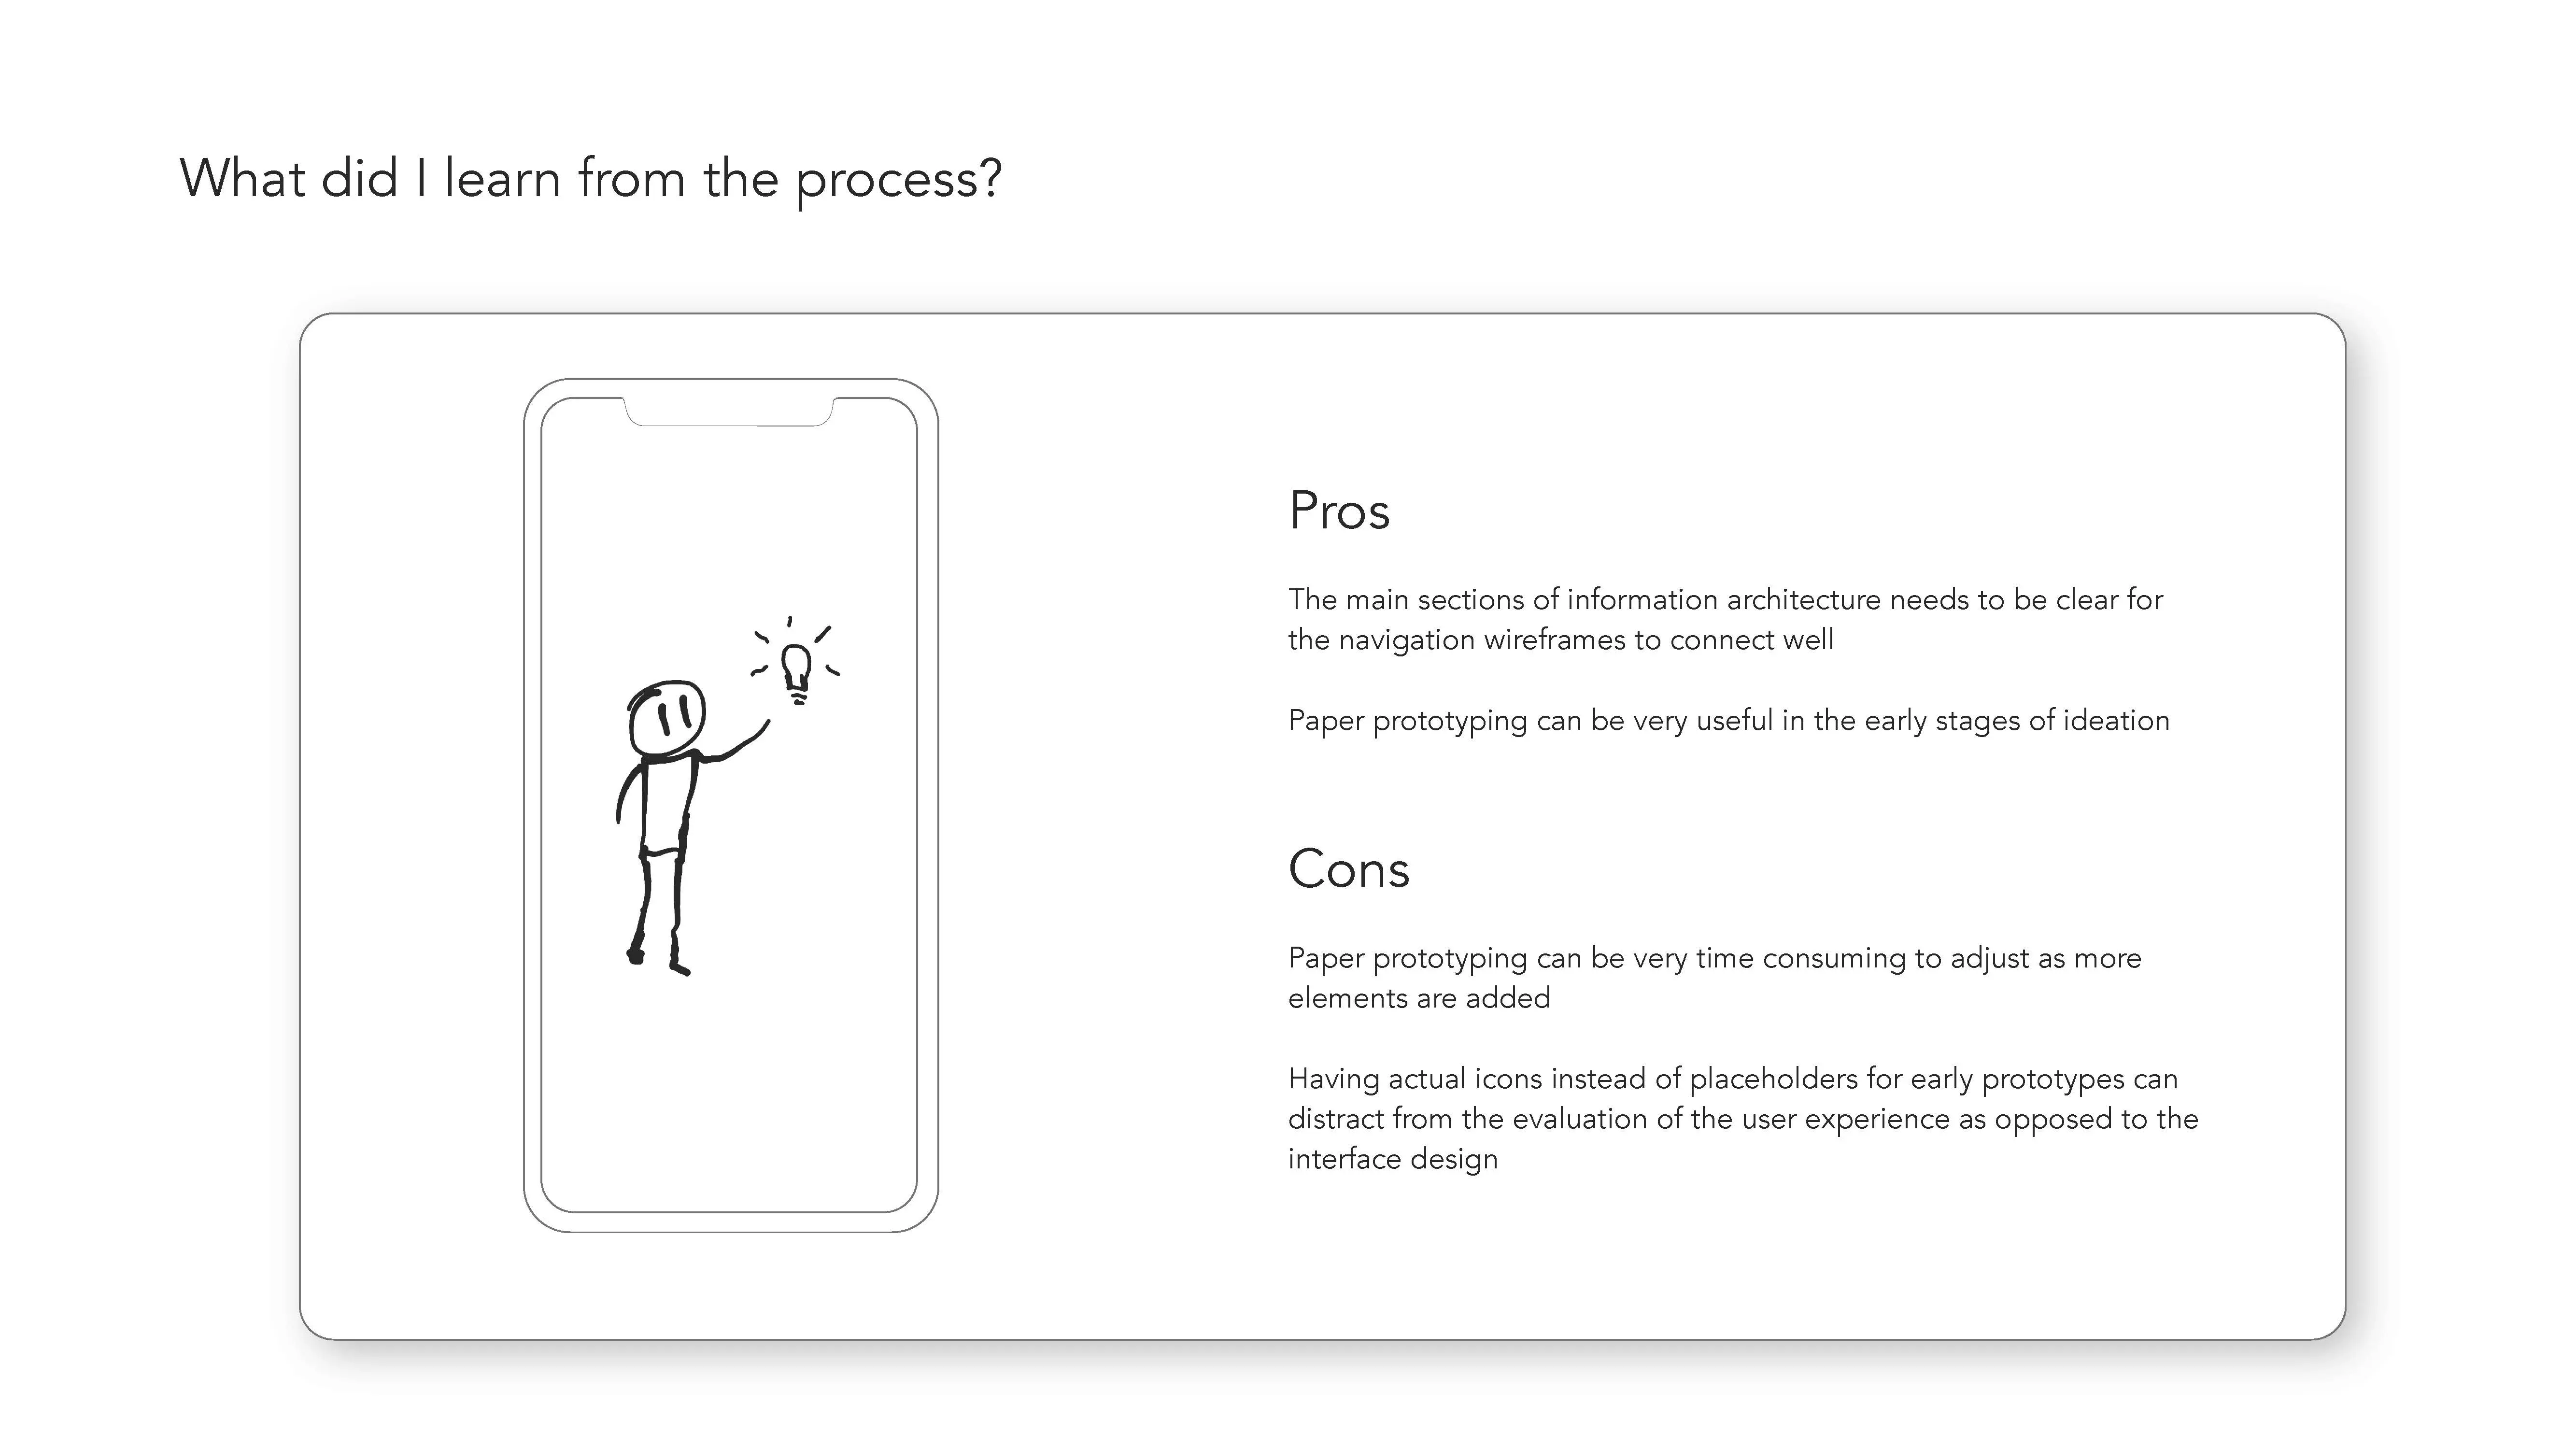 What did I learn from the process?
Pros
The main sections of information architecture needs to be clear for
the navigation wireframes to connect well
Paper prototyping can be very useful in the early stages of ideation
Cons
Paper prototyping can be very time consuming to adjust as more
elements are added
Having actual icons instead of placeholders for early prototypes can
distract from the evaluation of the user experience as opposed to the
interface design